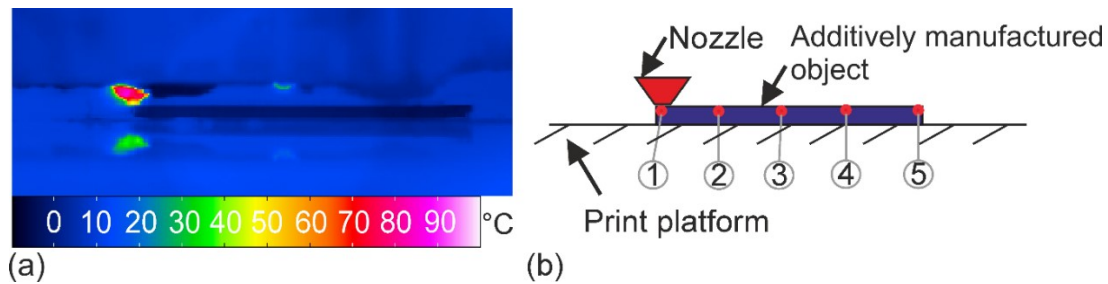 0 10 20 30 40 50 60 70 80 90 °C
(a)
Nozzle
Additively manufactured
object
1 2 3 4 5
Print platform
(b)